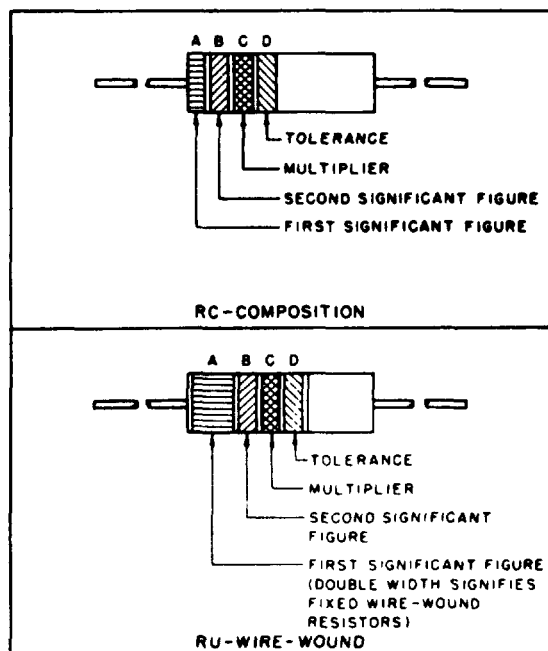 A B C D
TOLERANCE
MULTIPLIER
SECOND SIGNIFICANT FIGURE
FIRST SIGNIFICANT FIGURE
RC-COMPOSITION
A B C D
TOLERANCE
MULTIPLIER
SECOND SIGNIFICANT
FIGURE
FIRST SIGNIFICANT FIGURE
(DOUBLE WIDTH SIGNIFIES
FIXED WIRE-WOUND
RESISTORS)
RU-WIRE-WOUND